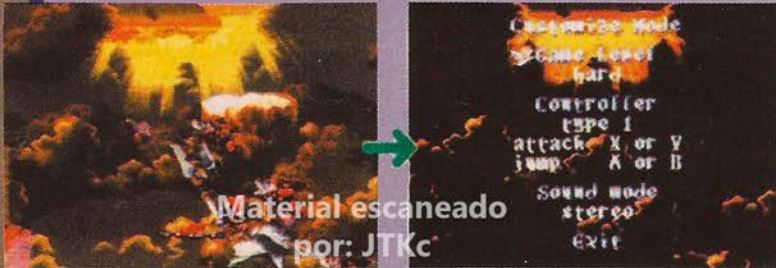 Customize Mode
Game Level
hard
Controller
type 1
attack X or Y
jump A or B
Sound mode
stereo
Exit
Material escaneado
por: JTKc